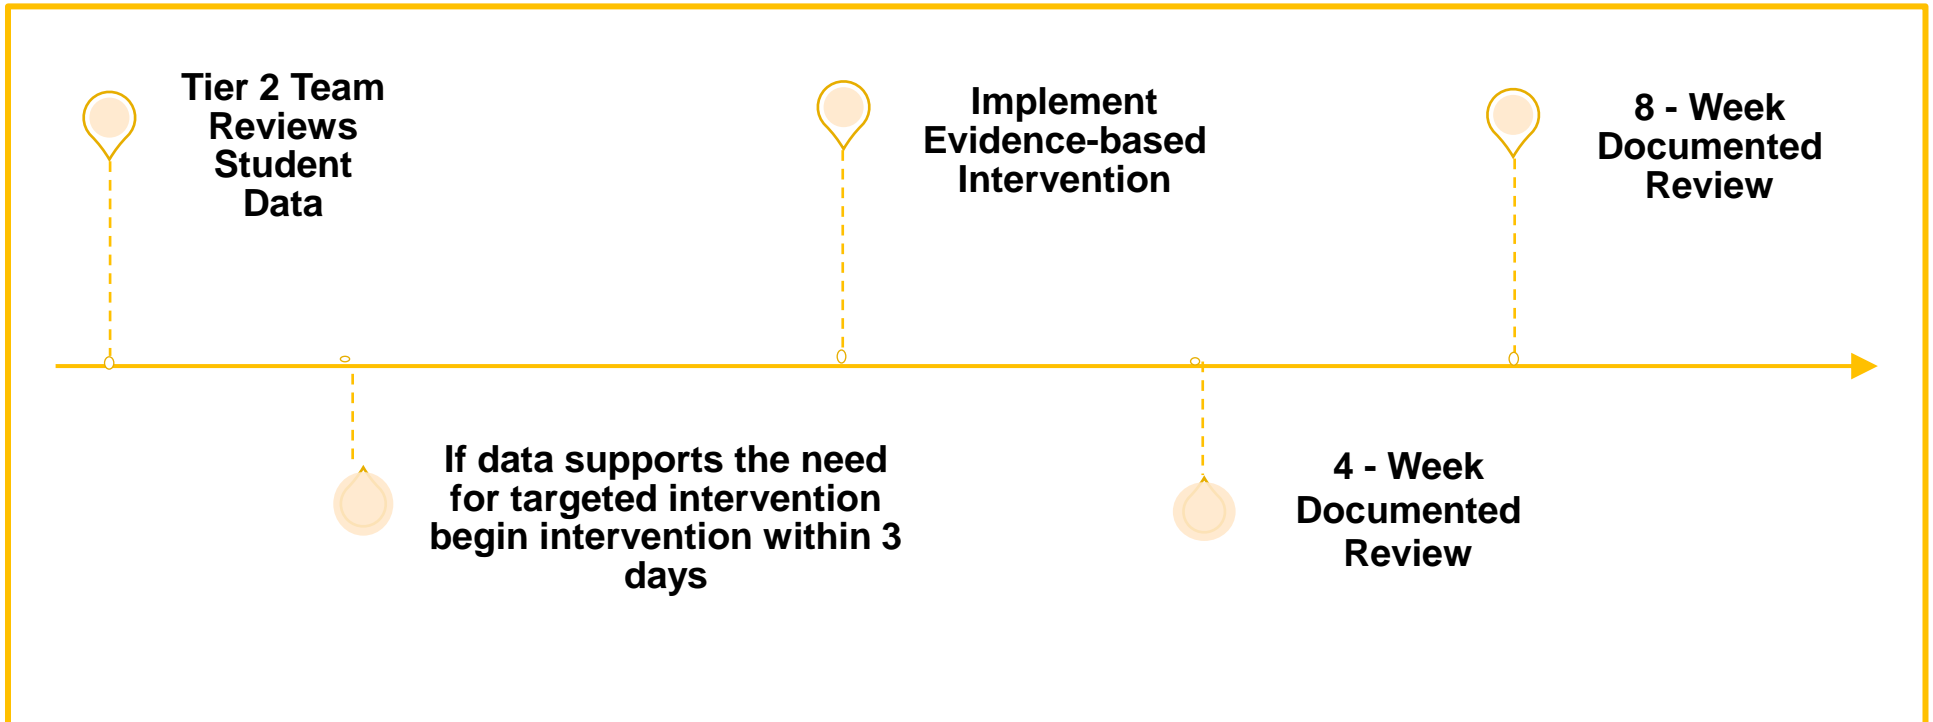 Tier 2 Team
Reviews
Student
Data
If data supports the need
for targeted intervention
begin intervention within 3
days
Implement
Evidence-based
Intervention
4 - Week
Documented
Review
8 - Week
Documented
Review